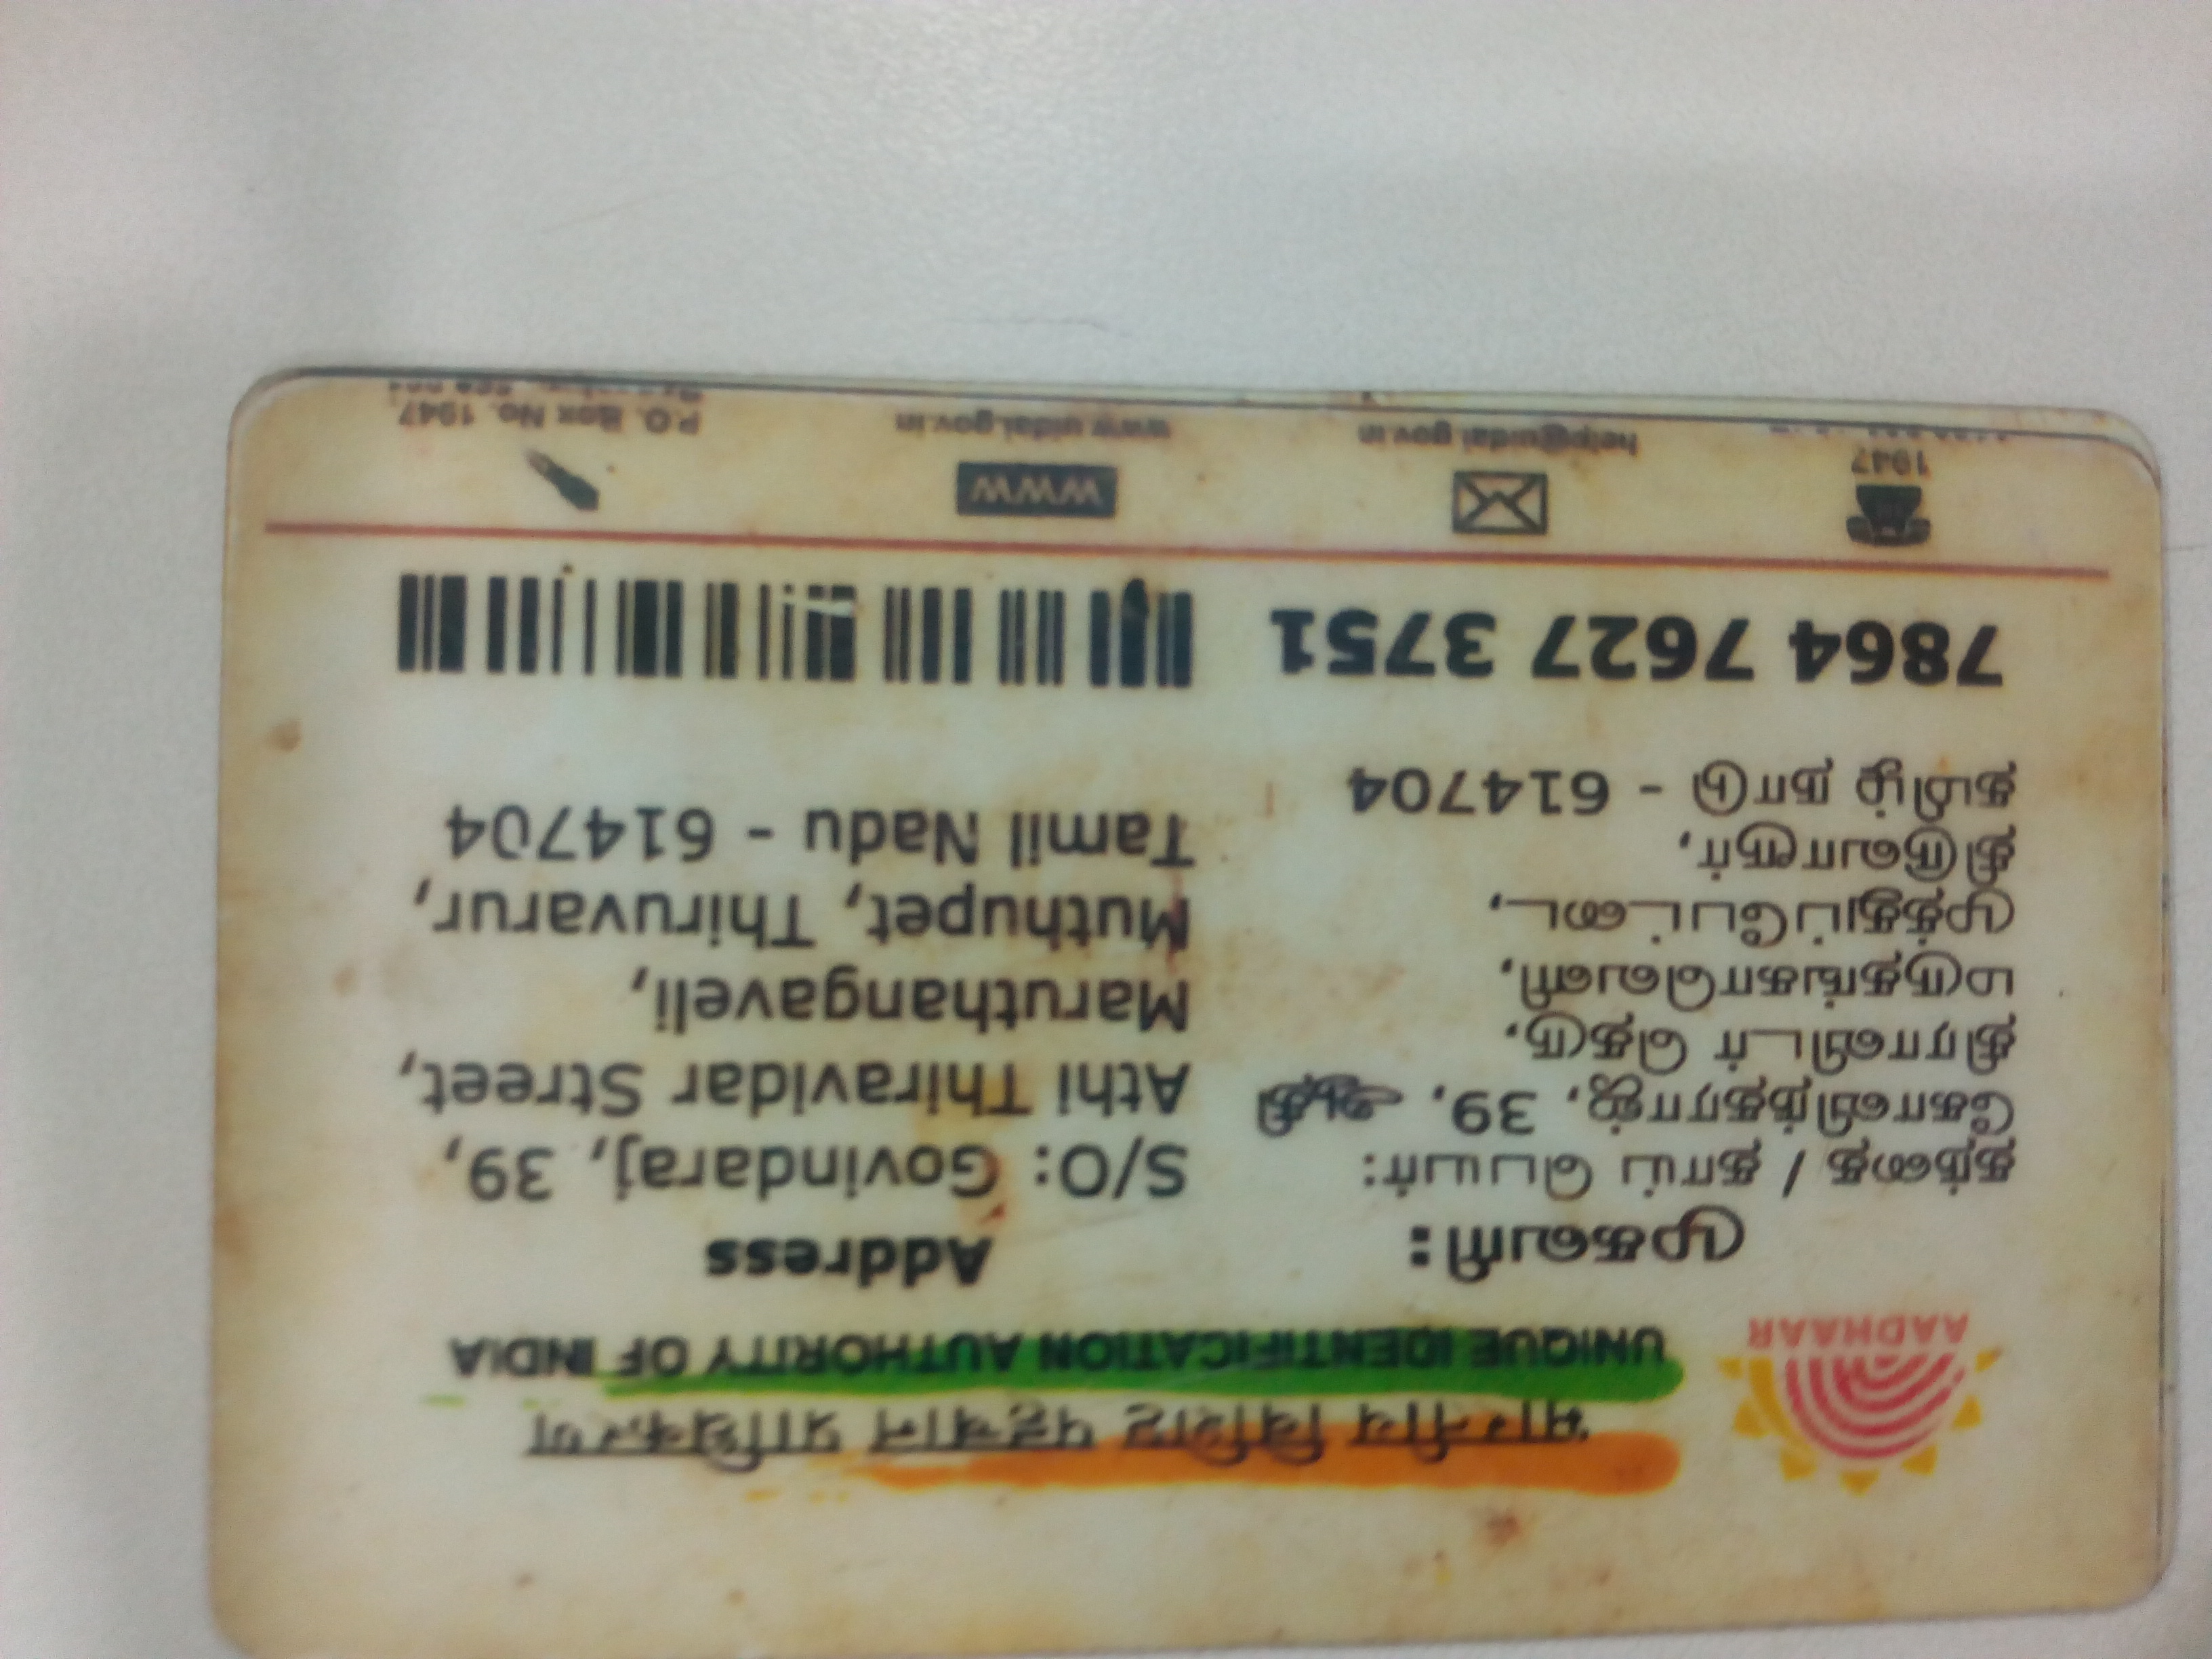 भारतीय विशिष्ट पहचान प्राधिकरण
UNIQUE IDENTIFICATION AUTHORITY OF INDIA
AADHAAR
முகவரி:
தந்தை / தாய் பெயர்:
கோவிந்தராஜ், 39, ஆதி
திராவிடர் தெரு,
மருதங்காவெளி,
முத்துப்பேட்டை,
திருவாரூர்,
தமிழ் நாடு - 614704
Address
S/O: Govindaraj, 39,
Athi Thiravidar Street,
Maruthangaveli,
Muthupet, Thiruvarur,
Tamil Nadu - 614704
7864 7627 3751
1947
help@uidai.gov.in
WWW
www.uidai.gov.in
P.O. Box No. 1947,